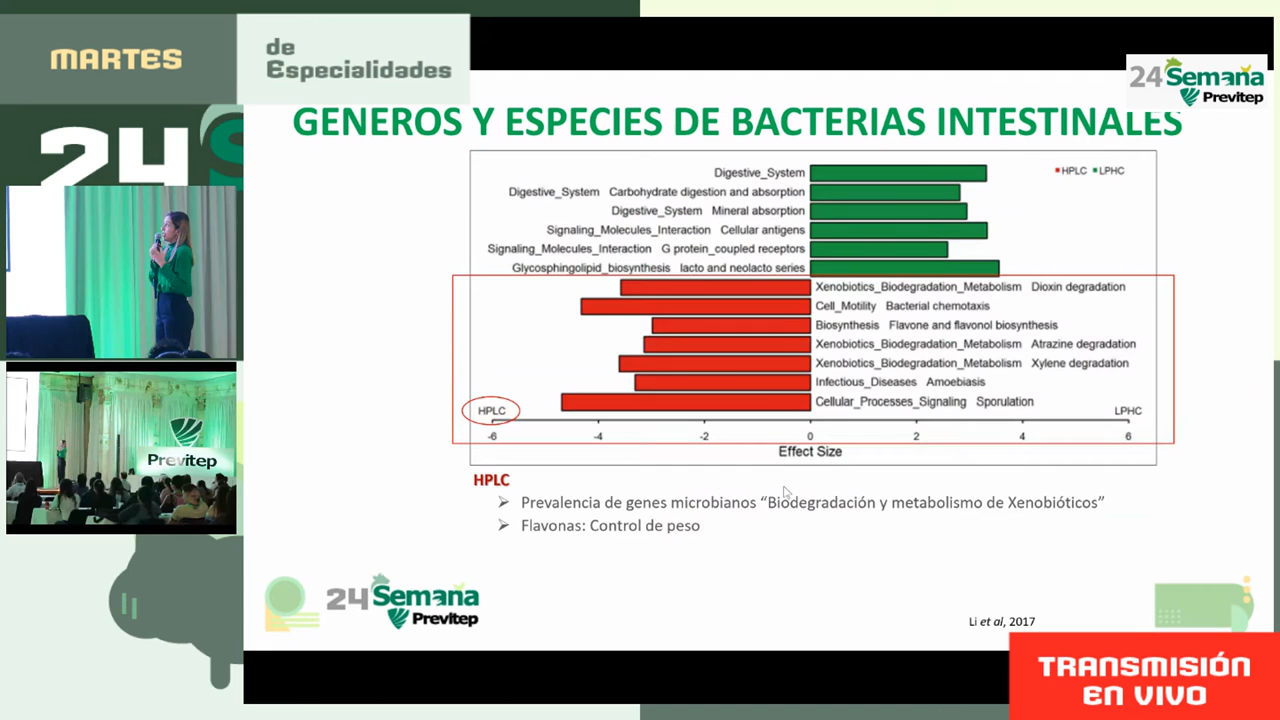 MARTES
de
Especialidades
24 Semana
Previtep
24
GENEROS Y ESPECIES DE BACTERIAS INTESTINALES
Digestive_System
HPLC LPHC
Digestive_System Carbohydrate digestion and absorption
Digestive_System Mineral absorption
Signaling_Molecules_Interaction Cellular antigens
Signaling_Molecules_Interaction G protein_coupled receptors
Glycosphingolipid_biosynthesis lacto and neolacto series
Xenobiotics_Biodegradation_Metabolism Dioxin degradation
Cell_Motility Bacterial chemotaxis
Biosynthesis Flavone and flavonol biosynthesis
Xenobiotics_Biodegradation_Metabolism Atrazine degradation
Xenobiotics_Biodegradation_Metabolism Xylene degradation
Infectious_Diseases Amoebiasis
Cellular_Processes_Signaling Sporulation
HPLC LPHC
-6 -4 -2 0 2 4 6
Effect Size
Previtep
HPLC
Prevalencia de genes microbianos “Biodegradación y metabolismo de Xenobióticos”
Flavonas: Control de peso
24 Semana
Previtep
Li et al, 2017
TRANSMISIÓN
EN VIVO